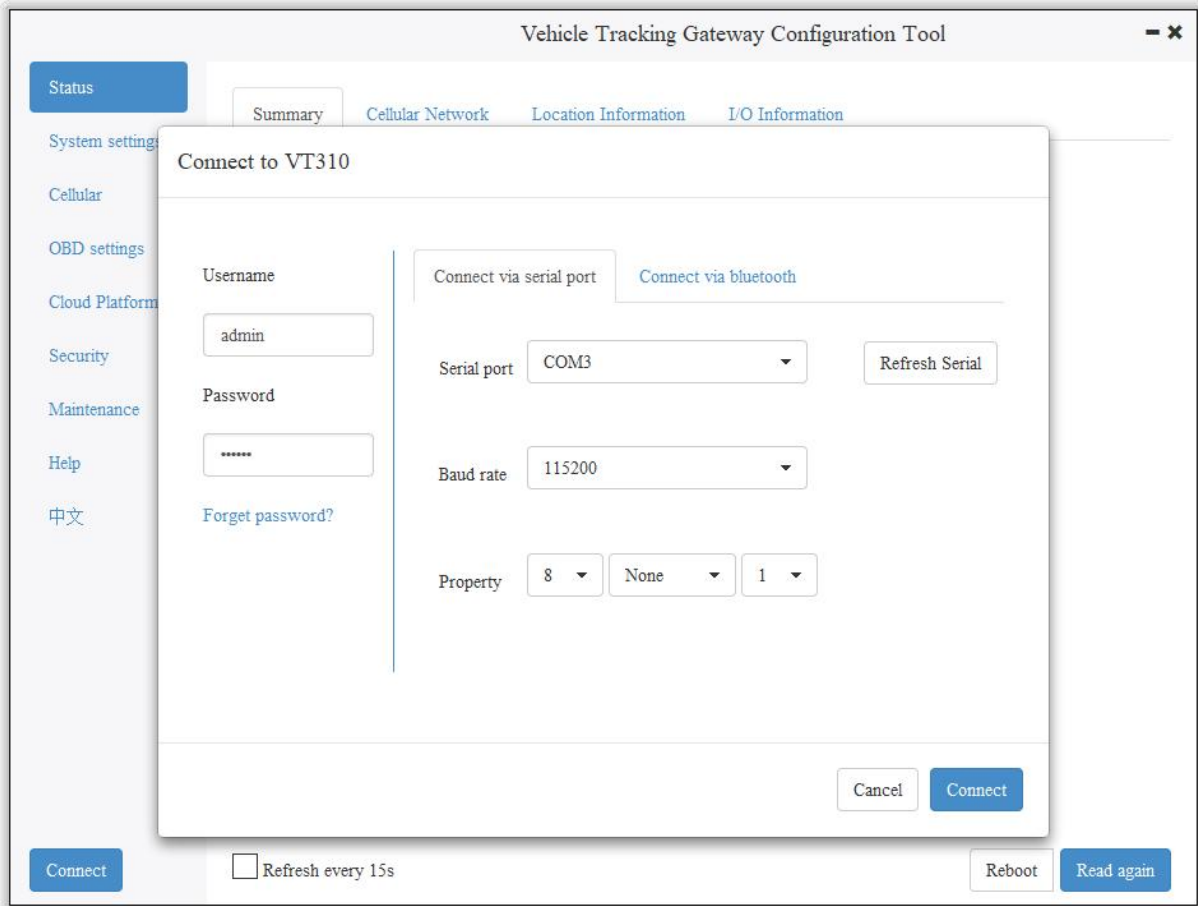 Vehicle Tracking Gateway Configuration Tool
Status
Summary
Cellular Network
Location Information
I/O Information
System settings
Cellular
OBD settings
Cloud Platform
Security
Maintenance
Help
中文
Connect to VT310
Username
admin
Password
••••••
Forget password?
Connect via serial port
Connect via bluetooth
Serial port
COM3
Refresh Serial
Baud rate
115200
Property
8
None
1
Cancel
Connect
Connect
Refresh every 15s
Reboot
Read again